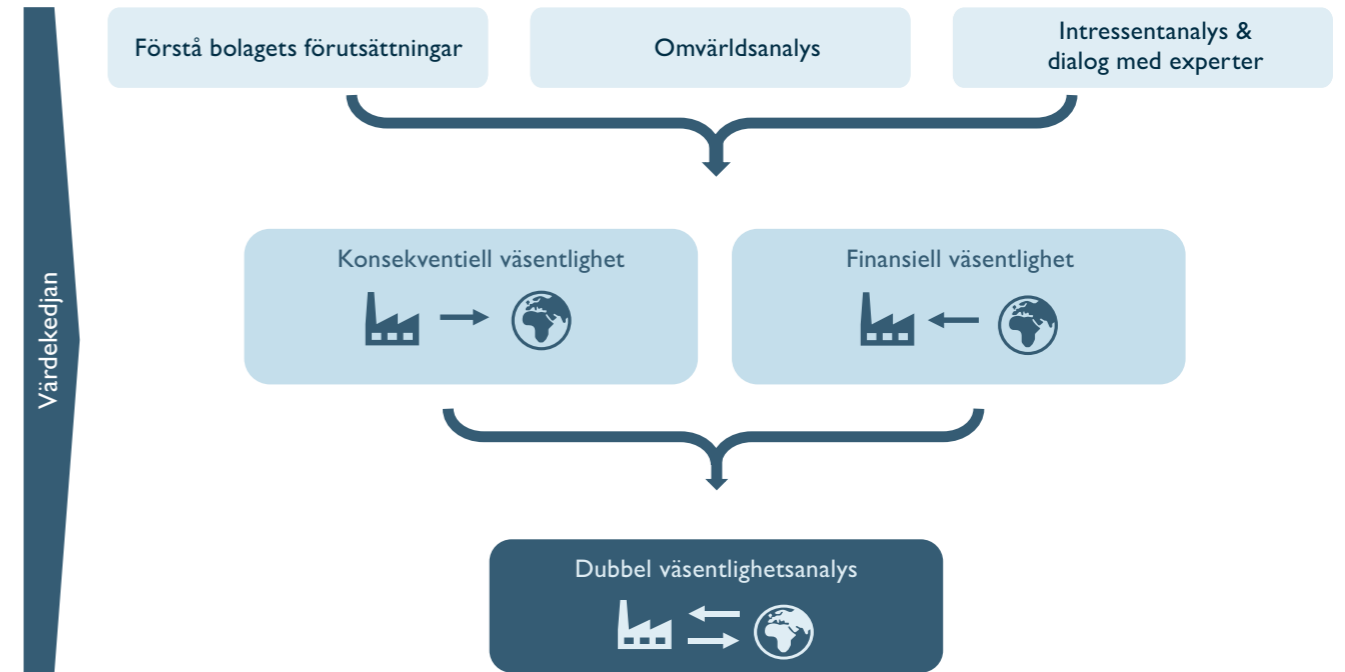 Förstå bolagets förutsättningar
Omvärldsanalys
Intressentanalys &
dialog med experter
Värdekedjan
Konsekventiell väsentlighet
Finansiell väsentlighet
Dubbel väsentlighetsanalys